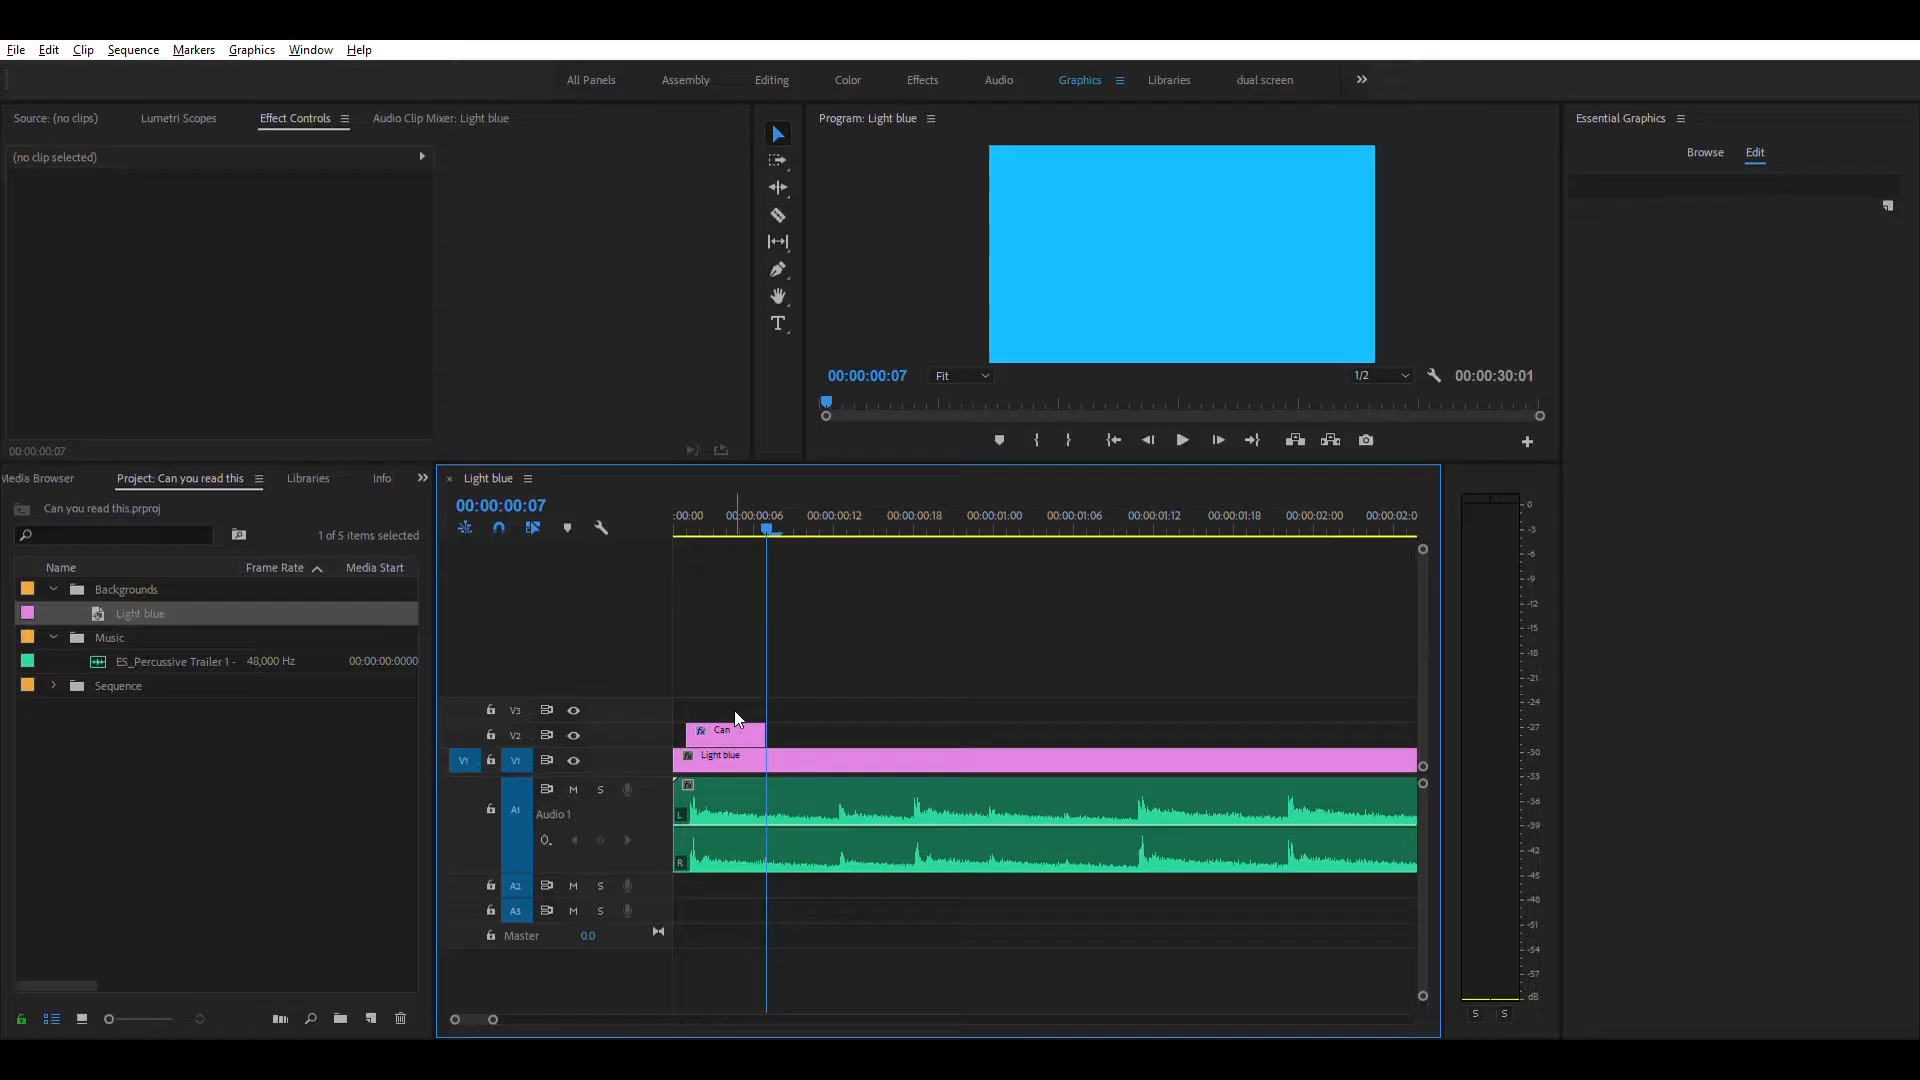 File Edit Clip Sequence Markers Graphics Window Help
All Panels Assembly Editing Color Effects Audio Graphics Libraries dual screen
Source: (no clips) Lumetri Scopes Effect Controls Audio Clip Mixer: Light blue
(no clip selected)
00:00:00:07
Program: Light blue
00:00:00:07 Fit 1/2 00:00:30:01
Essential Graphics
Browse Edit
Media Browser Project: Can you read this Libraries Info
Can you read this.prproj
1 of 5 items selected
Name Frame Rate Media Start
Backgrounds
Light blue
Music
ES_Percussive Trailer 1 - 48,000 Hz 00:00:00:0000
Sequence
Light blue
00:00:00:07
:00:00 00:00:00:06 00:00:00:12 00:00:00:18 00:00:01:00 00:00:01:06 00:00:01:12 00:00:01:18 00:00:02:00 00:00:02:0
V3
V2 Can
V1 V1 Light blue
M S
A1 Audio 1
L
R
A2 M S
A3 M S
Master 0.0
0
-3
-6
-9
-12
-15
-18
-21
-24
-27
-30
-33
-36
-39
-42
-45
-48
-51
-54
-57
dB
S S